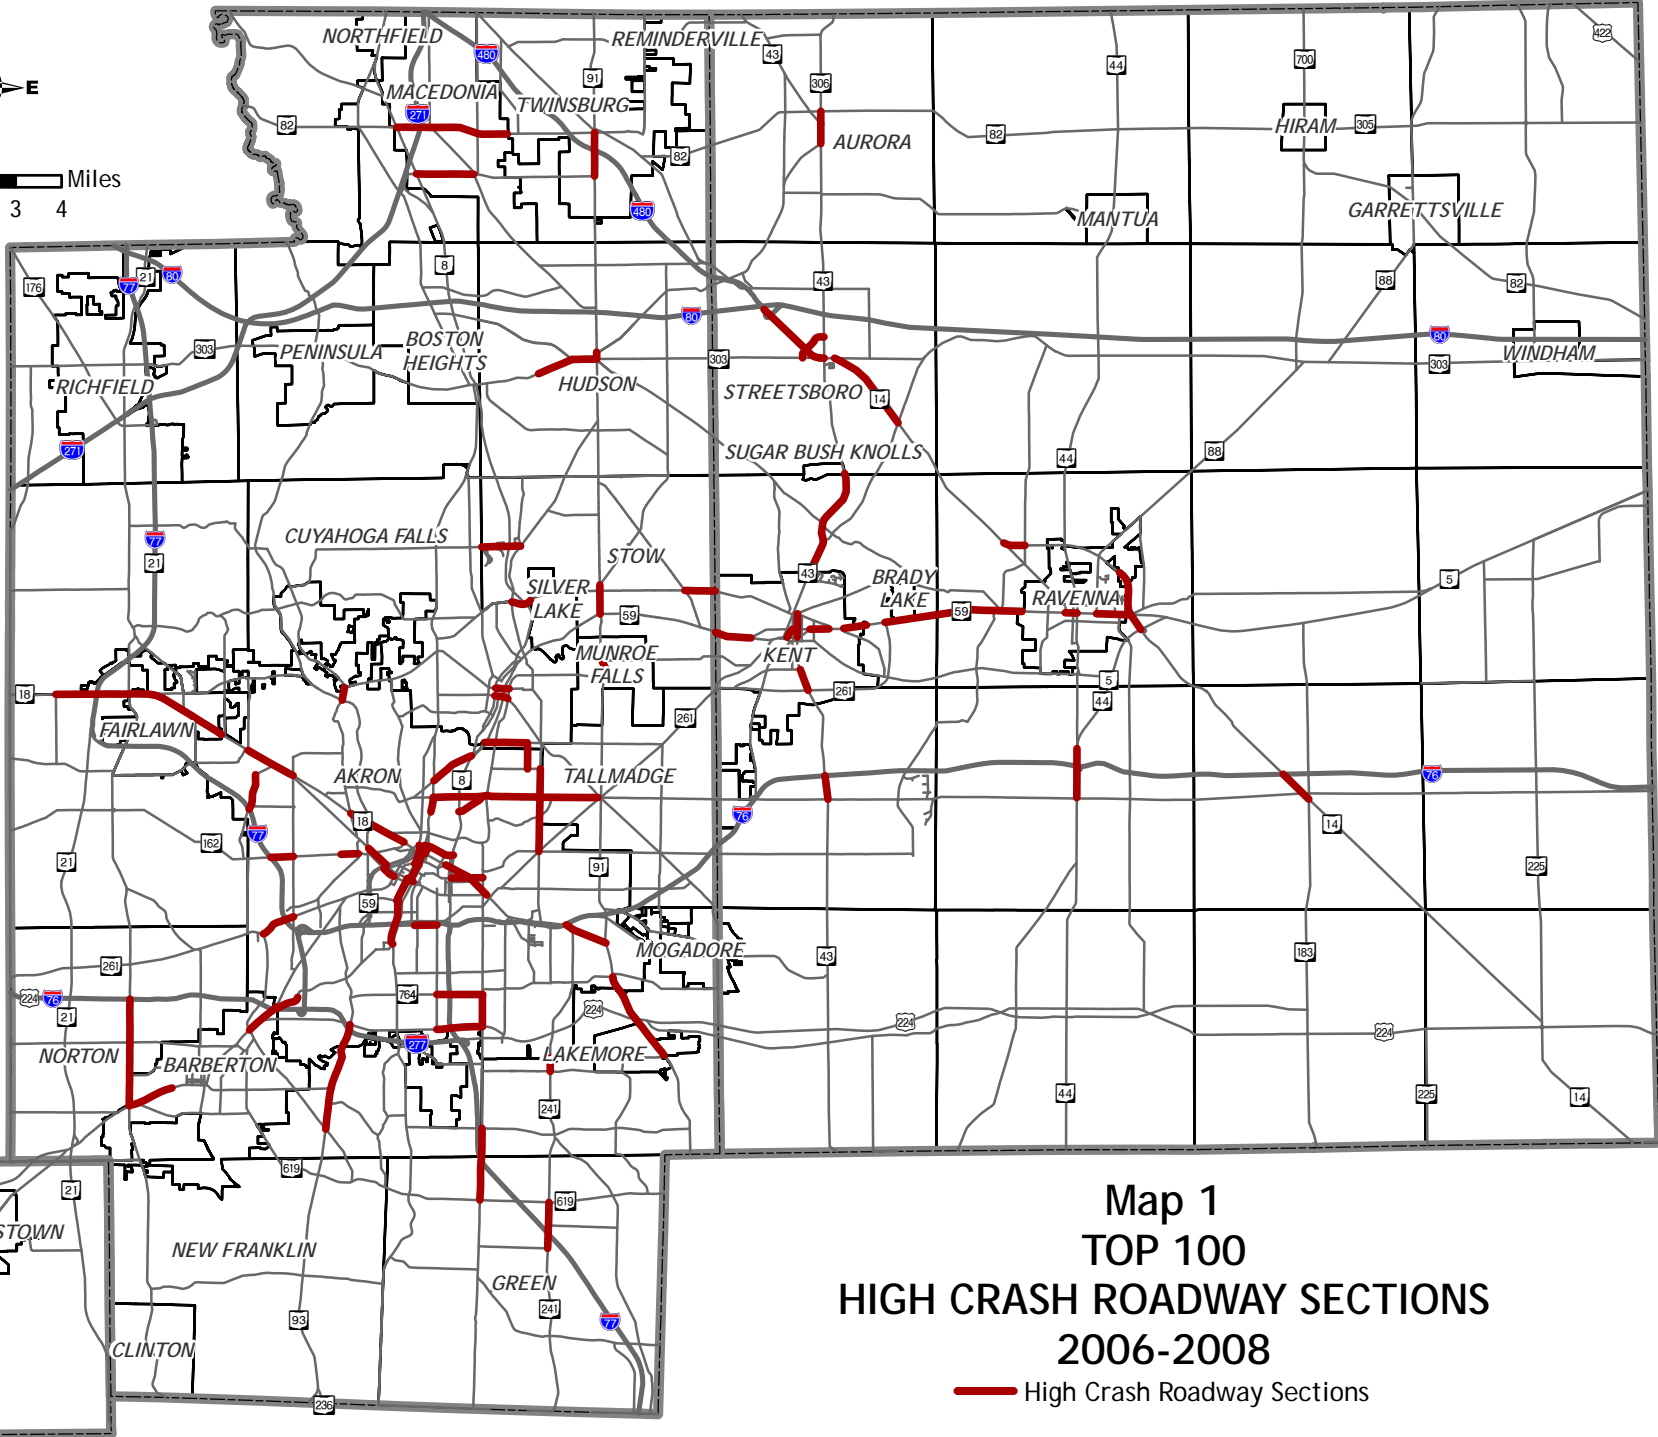 NORTHFIELD
REMINDERVILLE
422
480
43
44
700
91
306
E
MACEDONIA
TWINSBURG
271
82
HIRAM
305
82
AURORA
82
Miles
3 4
480
MANTUA
GARRETTSVILLE
8
176
77
21
80
43
88
82
80
303
PENINSULA
BOSTON
HEIGHTS
303
80
303
WINDHAM
RICHFIELD
HUDSON
STREETSBORO
14
271
SUGAR BUSH KNOLLS
44
88
77
21
CUYAHOGA FALLS
STOW
43
BRADY
LAKE
5
SILVER
LAKE
59
59
RAVENNA
MUNROE
FALLS
KENT
5
18
261
44
FAIRLAWN
261
AKRON
8
TALLMADGE
76
18
76
14
77
162
21
91
225
59
MOGADORE
43
183
261
224
76
764
224
21
224
224
277
NORTON
BARBERTON
LAKEMORE
44
225
14
241
619
21
619
STOWN
NEW FRANKLIN
GREEN
241
77
93
CLINTON
236
Map 1
TOP 100
HIGH CRASH ROADWAY SECTIONS
2006-2008
High Crash Roadway Sections